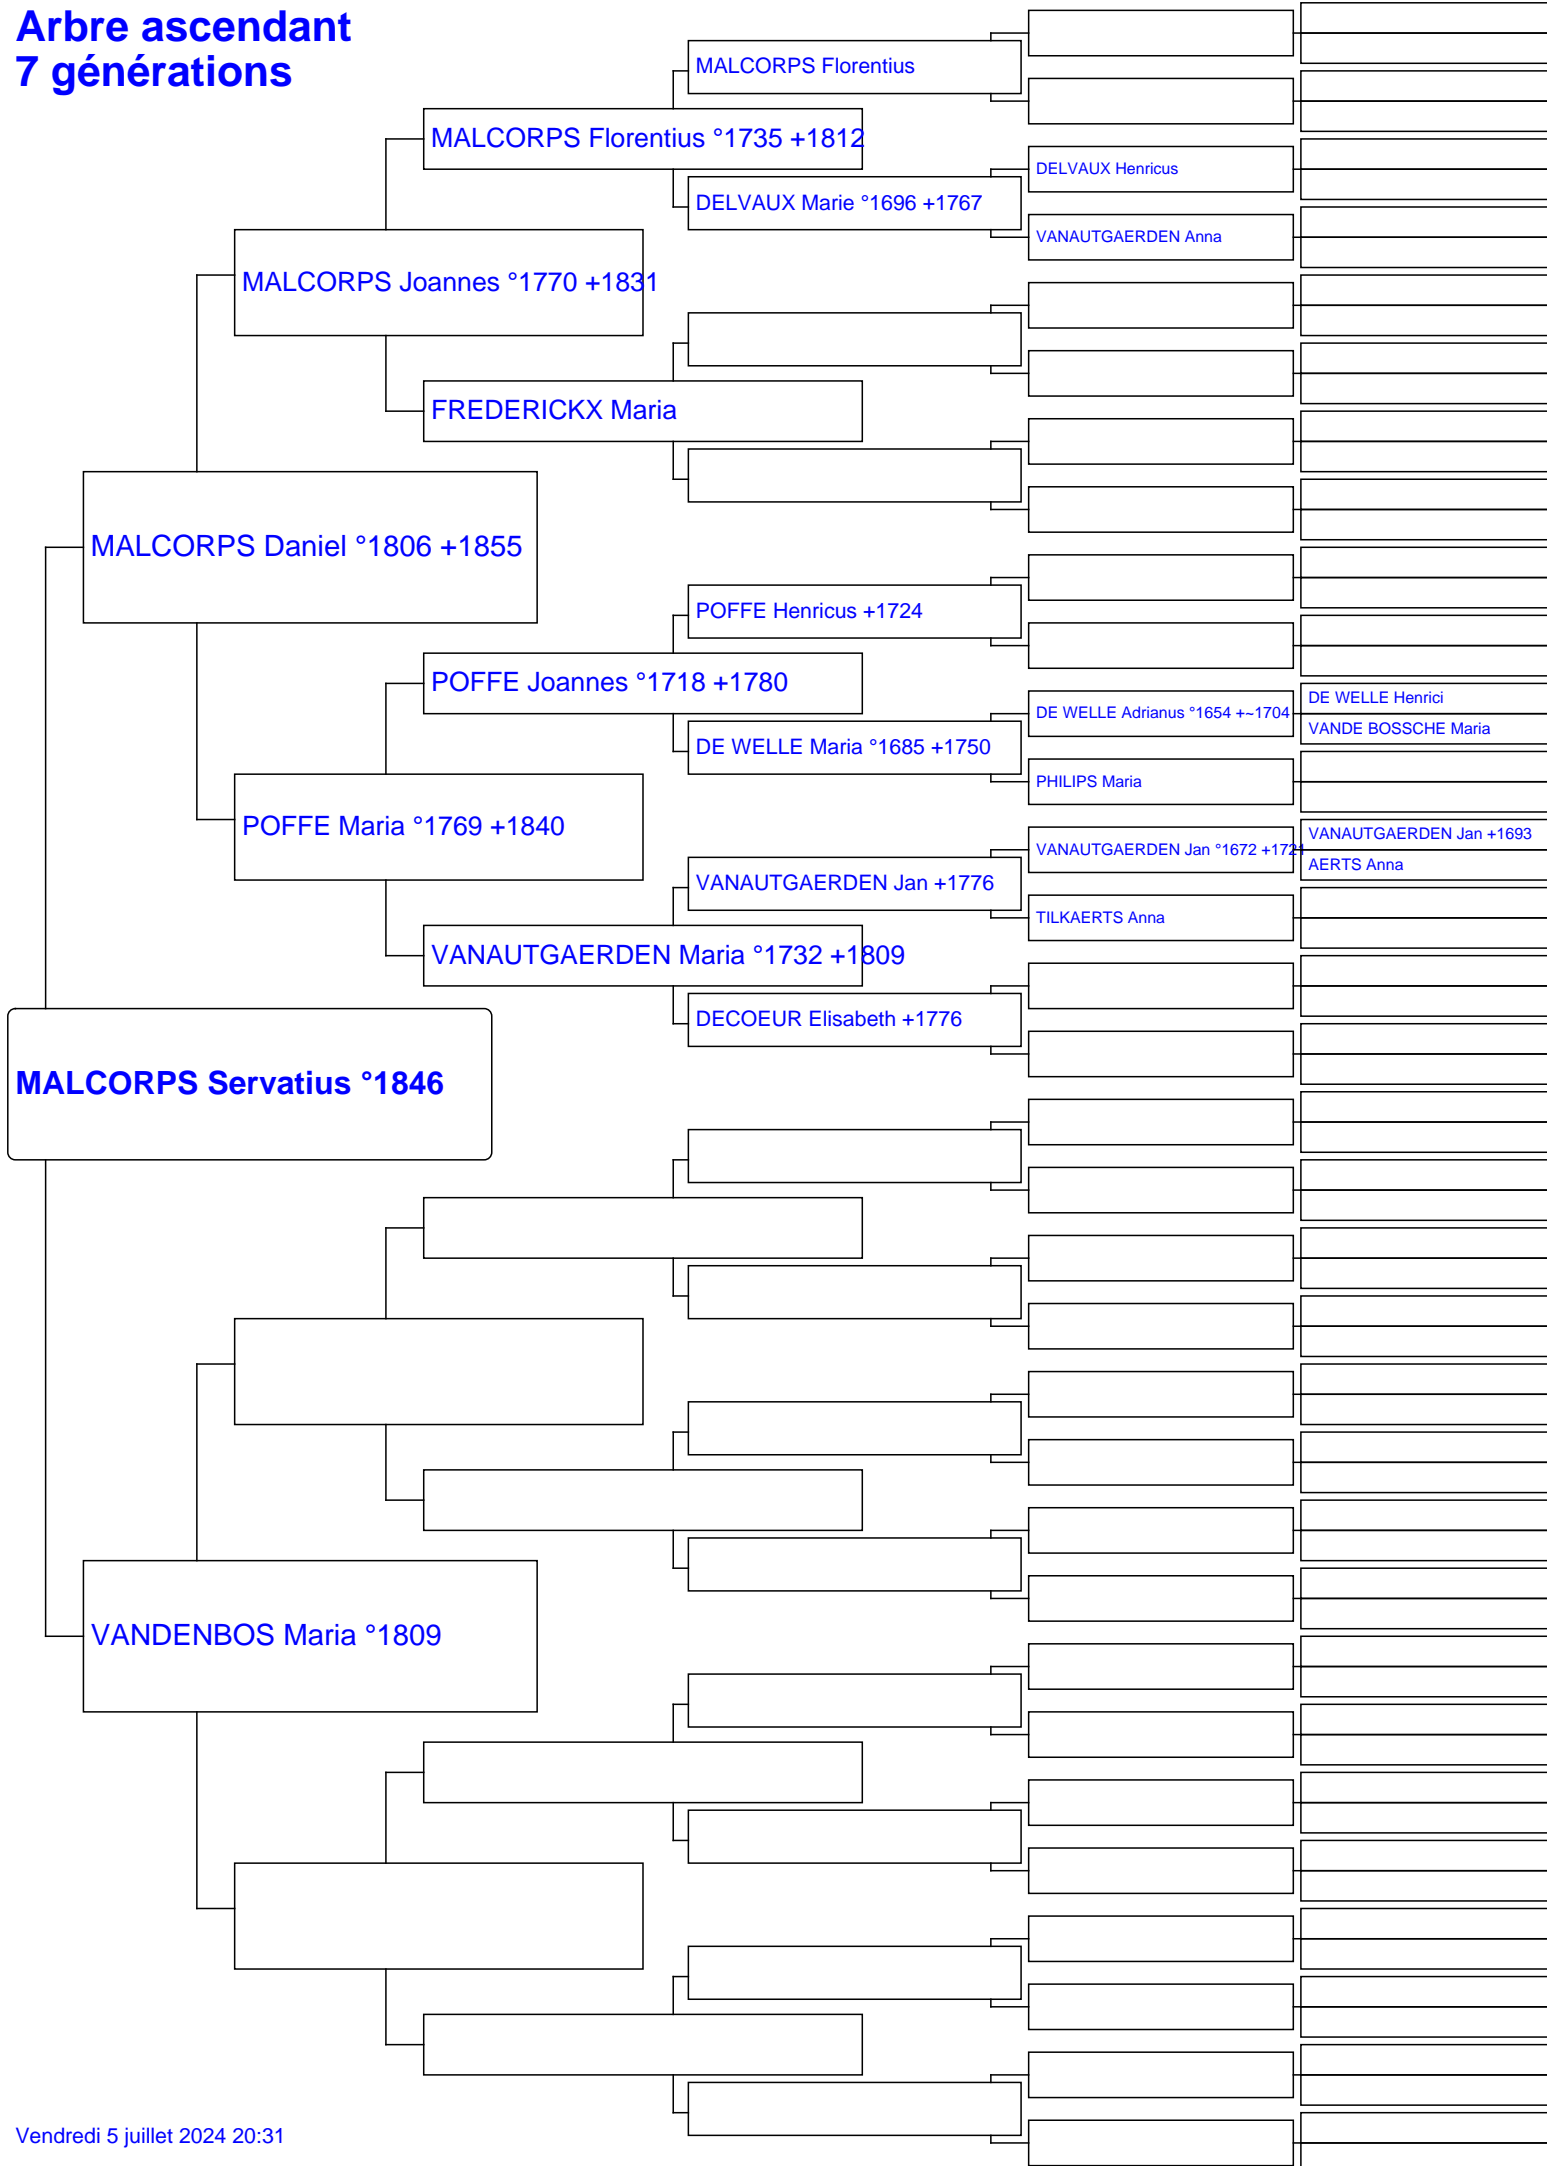 Arbre ascendant
7 générations
MALCORPS Florentius
MALCORPS Florentius °1735 +1812
DELVAUX Henricus
DELVAUX Marie °1696 +1767
VANAUTGAERDEN Anna
MALCORPS Joannes °1770 +1831
FREDERICKX Maria
MALCORPS Daniel °1806 +1855
POFFE Henricus +1724
POFFE Joannes °1718 +1780
DE WELLE Henrici
DE WELLE Adrianus °1654 +~1704
VANDE BOSSCHE Maria
DE WELLE Maria °1685 +1750
PHILIPS Maria
POFFE Maria °1769 +1840
VANAUTGAERDEN Jan +1693
VANAUTGAERDEN Jan °1672 +1721
AERTS Anna
VANAUTGAERDEN Jan +1776
TILKAERTS Anna
VANAUTGAERDEN Maria °1732 +1809
DECOEUR Elisabeth +1776
MALCORPS Servatius °1846
VANDENBOS Maria °1809
Vendredi 5 juillet 2024 20:31